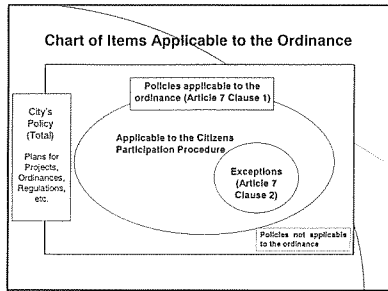 Chart of Items Applicable to the Ordinance
Policies applicable to the
ordinance (Article 7 Clause 1)
City's
Policy
(Total)
Plans for
Projects,
Ordinances,
Regulations,
etc.
Applicable to the Citizens
Participation Procedure
Exceptions
(Article 7
Clause 2)
Policies not applicable
to the ordinance